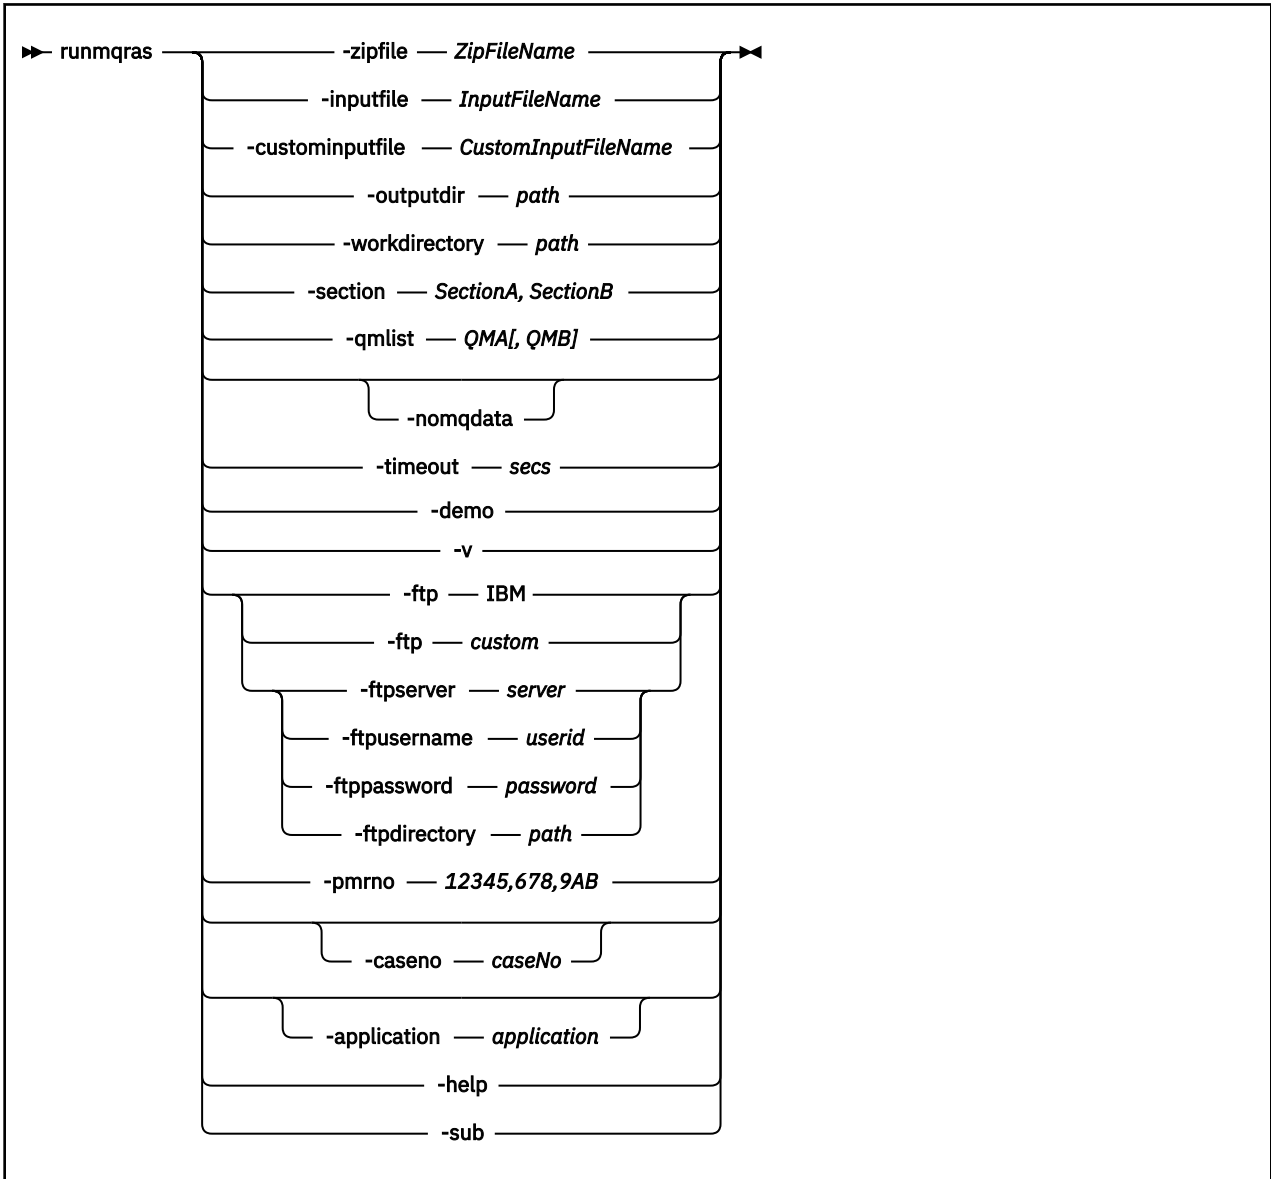 runmqras -zipfile ZipFileName
-inputfile InputFileName
-custominputfile CustomInputFileName
-outputdir path
-workdirectory path
-section SectionA, SectionB
-qmlist QMA[, QMB]
-nomqdata
-timeout secs
-demo
-v
-ftp IBM
-ftp custom
-ftpserver server
-ftpusername userid
-ftppassword password
-ftpdirectory path
-pmrno 12345,678,9AB
-caseno caseNo
-application application
-help
-sub